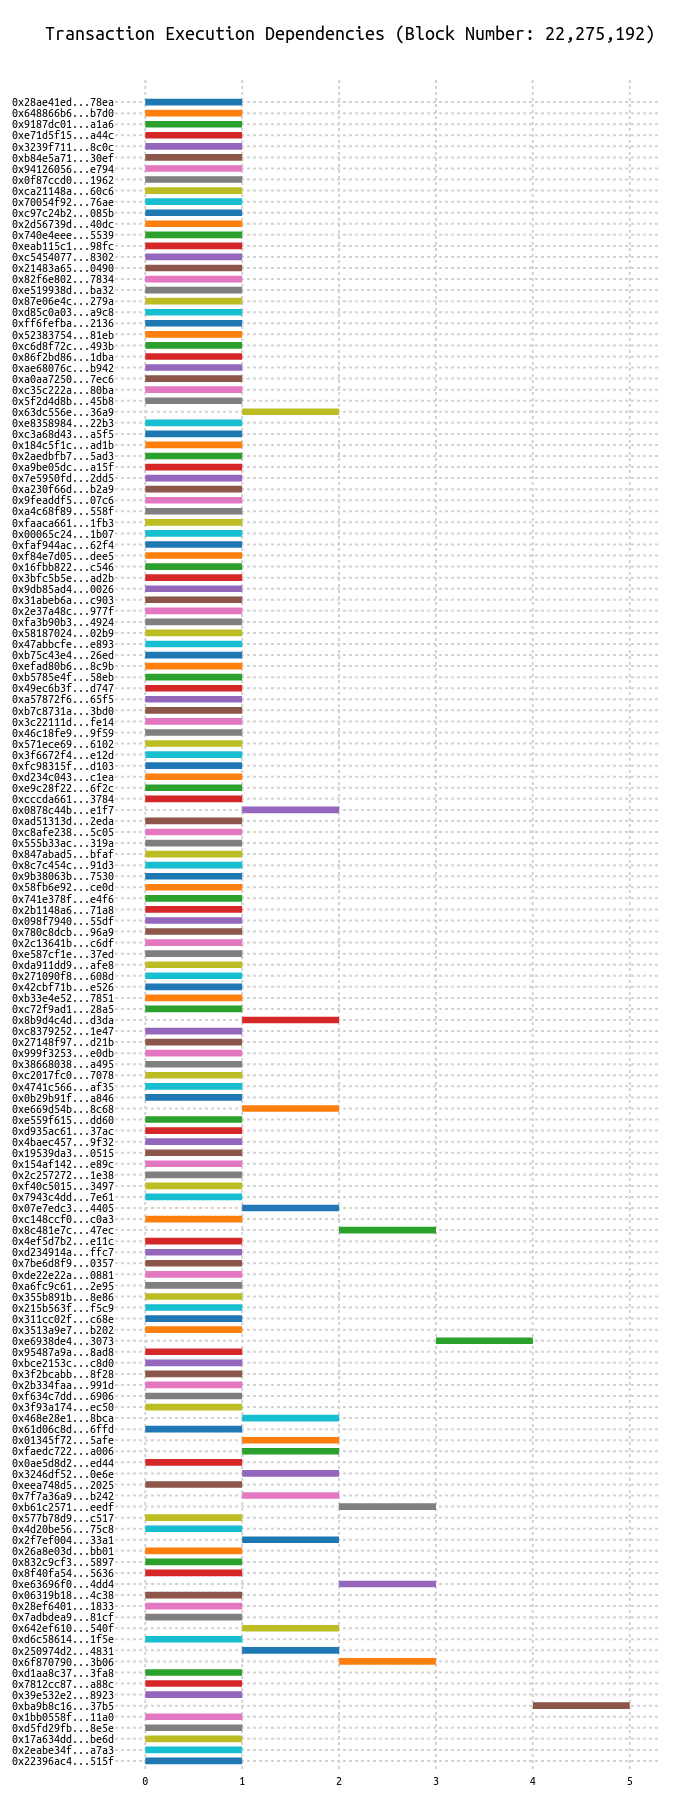 Transaction Execution Dependencies (Block Number: 22,275,192)
0x28ae41ed...78ea
0x648866b6...b7d0
0x9187dc01...a1a6
0xe71d5f15...a44c
0x3239f711...8c0c
0xb84e5a71...30ef
0x94126056...e794
0x0f87ccd0...1962
0xca21148a...60c6
0x70054f92...76ae
0xc97c24b2...085b
0x2d56739d...40dc
0x740e4eee...5539
0xeab115c1...98fc
0xc5454077...8302
0x21483a65...0490
0x82f6e802...7834
0xe519938d...ba32
0x87e06e4c...279a
0xd85c0a03...a9c8
0xff6fefba...2136
0x52383754...81eb
0xc6d8f72c...493b
0x86f2bd86...1dba
0xae68076c...b942
0xa0aa7250...7ec6
0xc35c222a...80ba
0x5f2d4d8b...45b8
0x63dc556e...36a9
0xe8358984...22b3
0xc3a68d43...a5f5
0x184c5f1c...ad1b
0x2aedbfb7...5ad3
0xa9be05dc...a15f
0x7e5950fd...2dd5
0xa230f66d...b2a9
0x9feaddf5...07c6
0xa4c68f89...558f
0xfaaca661...1fb3
0x00065c24...1b07
0xfaf944ac...62f4
0xf84e7d05...dee5
0x16fbb822...c546
0x3bfc5b5e...ad2b
0x9db85ad4...0026
0x31abeb6a...c903
0x2e37a48c...977f
0xfa3b90b3...4924
0x58187024...02b9
0x47abbcfe...e893
0xb75c43e4...26ed
0xefad80b6...8c9b
0xb5785e4f...58eb
0x49ec6b3f...d747
0xa57872f6...65f5
0xb7c8731a...3bd0
0x3c22111d...fe14
0x46c18fe9...9f59
0x571ece69...6102
0x3f6672f4...e12d
0xfc98315f...d103
0xd234c043...c1ea
0xe9c28f22...6f2c
0xcccda661...3784
0x0878c44b...e1f7
0xad51313d...2eda
0xc8afe238...5c05
0x555b33ac...319a
0x847abad5...bfaf
0x8c7c454c...91d3
0x9b38063b...7530
0x58fb6e92...ce0d
0x741e378f...e4f6
0x2b1148a6...71a8
0x098f7940...55df
0x780c8dcb...96a9
0x2c13641b...c6df
0xe587cf1e...37ed
0xda911dd9...afe8
0x271090f8...608d
0x42cbf71b...e526
0xb33e4e52...7851
0xc72f9ad1...28a5
0x8b9d4c4d...d3da
0xc8379252...1e47
0x27148f97...d21b
0x999f3253...e0db
0x38668038...a495
0xc2017fc0...7078
0x4741c566...af35
0x0b29b91f...a846
0xe669d54b...8c68
0xe559f615...dd60
0xd935ac61...37ac
0x4baec457...9f32
0x19539da3...0515
0x154af142...e89c
0x2c257272...1e38
0xf40c5015...3497
0x7943c4dd...7e61
0x07e7edc3...4405
0xc148ccf0...c0a3
0x8c481e7c...47ec
0x4ef5d7b2...e11c
0xd234914a...ffc7
0x7be6d8f9...0357
0xde22e22a...0881
0xa6fc9c61...2e95
0x355b891b...8e86
0x215b563f...f5c9
0x311cc02f...c68e
0x3513a9e7...b202
0xe6938de4...3073
0x95487a9a...8ad8
0xbce2153c...c8d0
0x3f2bcabb...8f28
0x2b334faa...991d
0xf634c7dd...6906
0x3f93a174...ec50
0x468e28e1...8bca
0x61d06c8d...6ffd
0x01345f72...5afe
0xfaedc722...a006
0x0ae5d8d2...ed44
0x3246df52...0e6e
0xeea748d5...2025
0x7f7a36a9...b242
0xb61c2571...eedf
0x577b78d9...c517
0x4d20be56...75c8
0x2f7ef004...33a1
0x26a8e03d...bb01
0x832c9cf3...5897
0x8f40fa54...5636
0xe63696f0...4dd4
0x06319b18...4c38
0x28ef6401...1833
0x7adbdea9...81cf
0x642ef610...540f
0xd6c58614...1f5e
0x250974d2...4831
0x6f870790...3b06
0xd1aa8c37...3fa8
0x7812cc87...a88c
0x39e532e2...8923
0xba9b8c16...37b5
0x1bb0558f...11a0
0xd5fd29fb...8e5e
0x17a634dd...be6d
0x2eabe34f...a7a3
0x22396ac4...515f
0 1 2 3 4 5